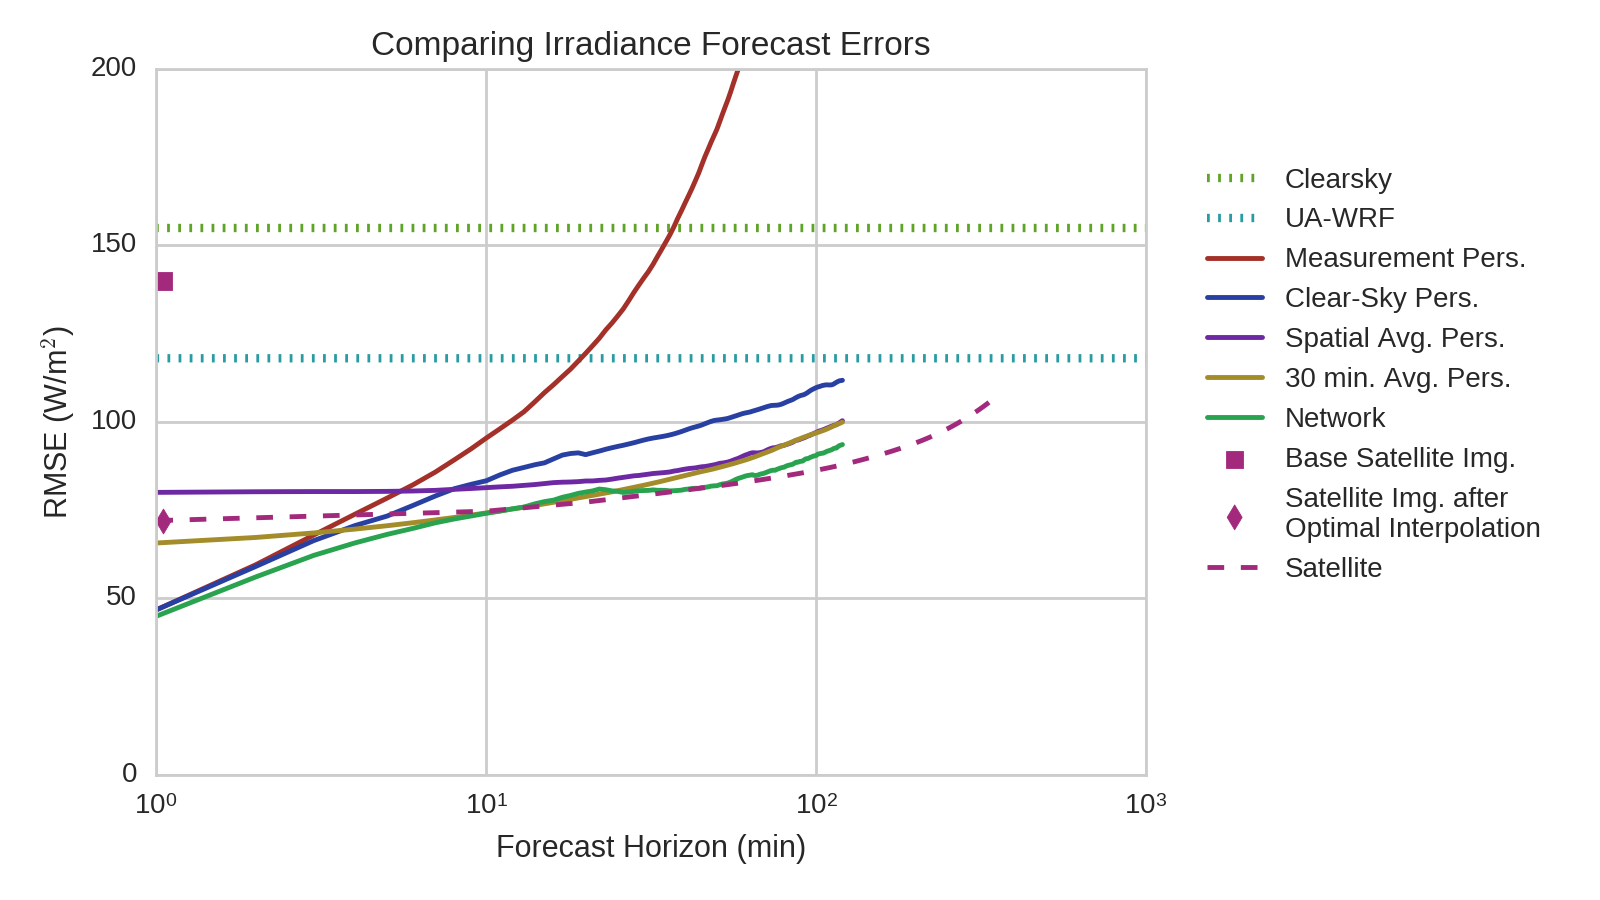 Comparing Irradiance Forecast Errors
200
150
100
50
0
RMSE (W/m²)
10⁰ 10¹ 10² 10³
Forecast Horizon (min)
Clearsky
UA-WRF
Measurement Pers.
Clear-Sky Pers.
Spatial Avg. Pers.
30 min. Avg. Pers.
Network
Base Satellite Img.
Satellite Img. after
Optimal Interpolation
Satellite